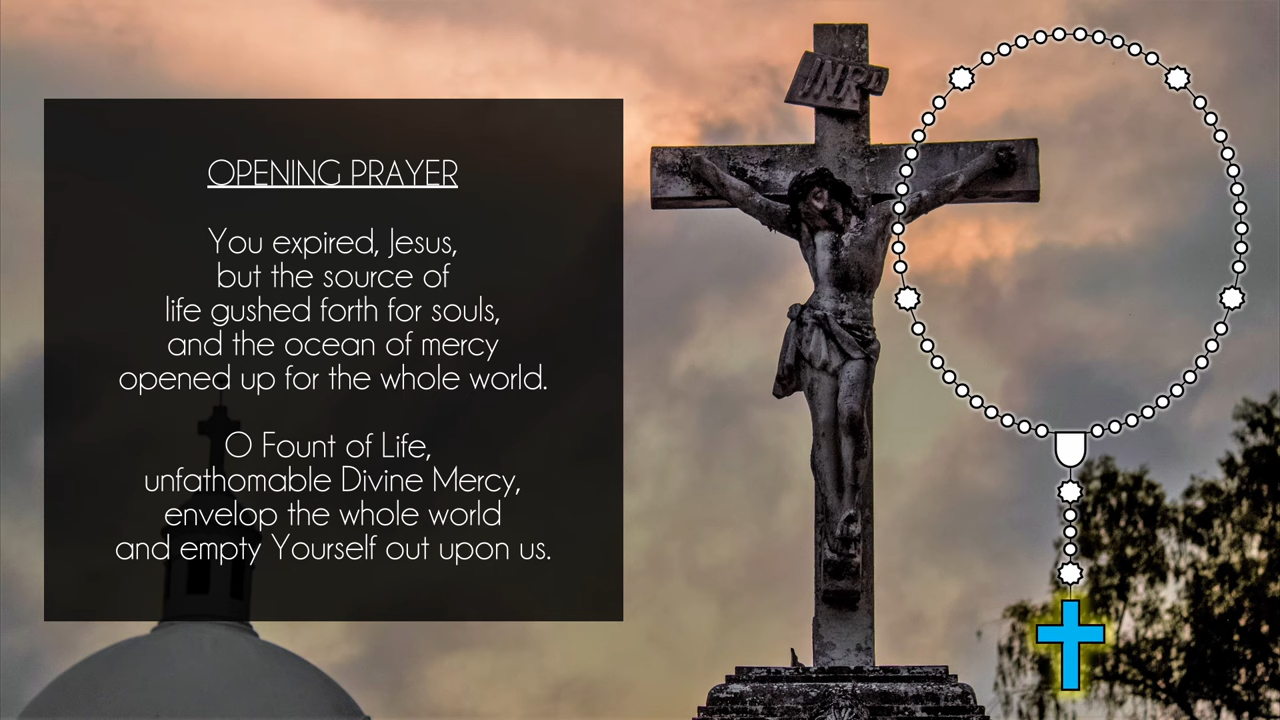 OPENING PRAYER
You expired, Jesus,
but the source of
life gushed forth for souls,
and the ocean of mercy
opened up for the whole world.
O Fount of Life,
unfathomable Divine Mercy,
envelop the whole world
and empty Yourself out upon us.
INRI